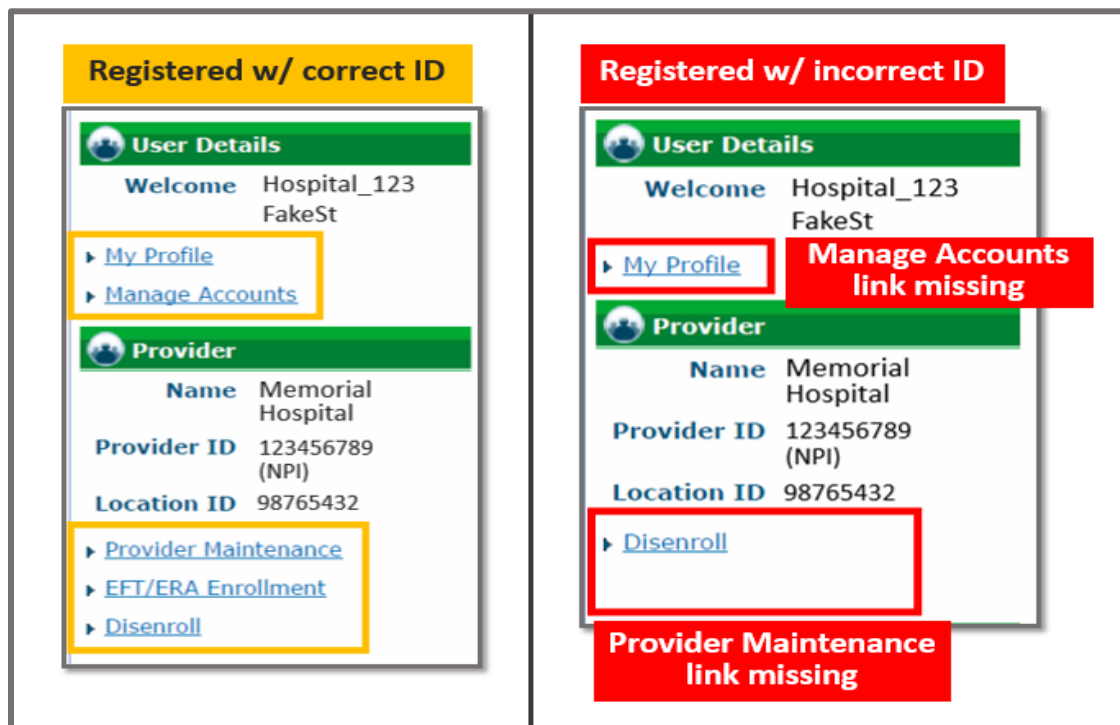 Registered w/ correct ID
User Details
Welcome Hospital_123
FakeSt
My Profile
Manage Accounts
Provider
Name Memorial
Hospital
Provider ID 123456789
(NPI)
Location ID 98765432
Provider Maintenance
EFT/ERA Enrollment
Disenroll
Registered w/ incorrect ID
User Details
Welcome Hospital_123
FakeSt
My Profile
Manage Accounts
link missing
Provider
Name Memorial
Hospital
Provider ID 123456789
(NPI)
Location ID 98765432
Disenroll
Provider Maintenance
link missing